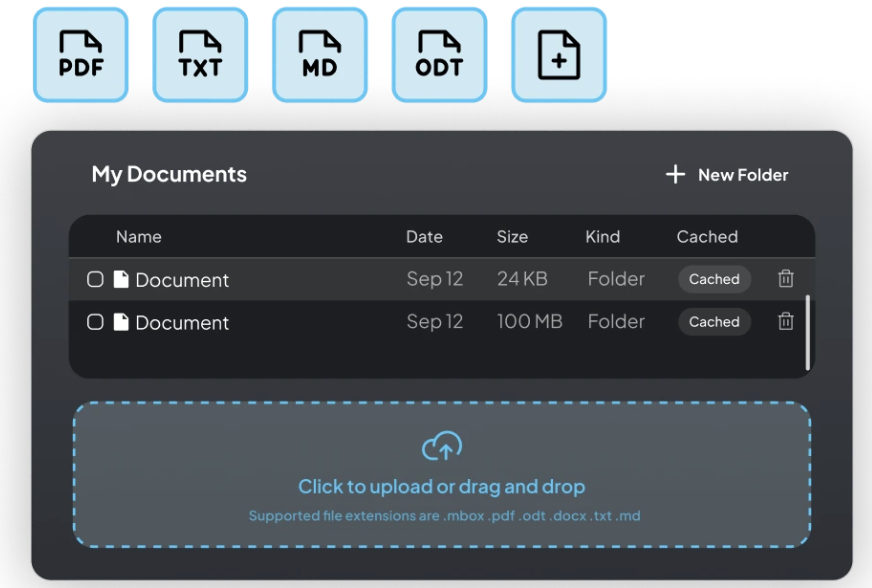 PDF TXT MD ODT
My Documents + New Folder
Name Date Size Kind Cached
Document Sep 12 24 KB Folder Cached
Document Sep 12 100 MB Folder Cached
Click to upload or drag and drop
Supported file extensions are .mbox .pdf .odt .docx .txt .md